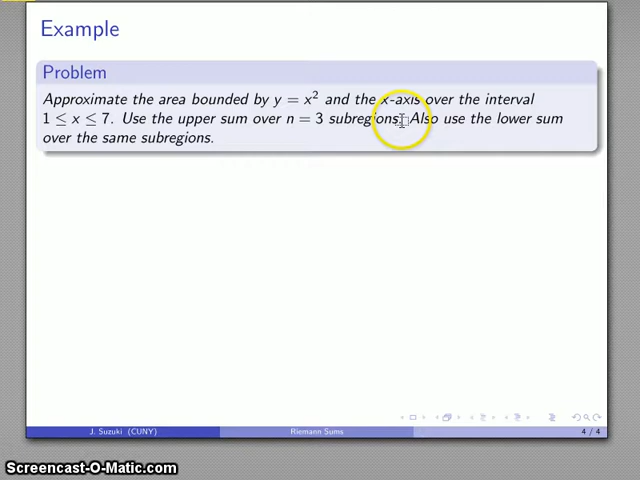 Example
Problem
Approximate the area bounded by y = x² and the x-axis over the interval
1 ≤ x ≤ 7. Use the upper sum over n = 3 subregions. Also use the lower sum
over the same subregions.
J. Suzuki (CUNY)
Riemann Sums
4 / 4
Screencast-O-Matic.com